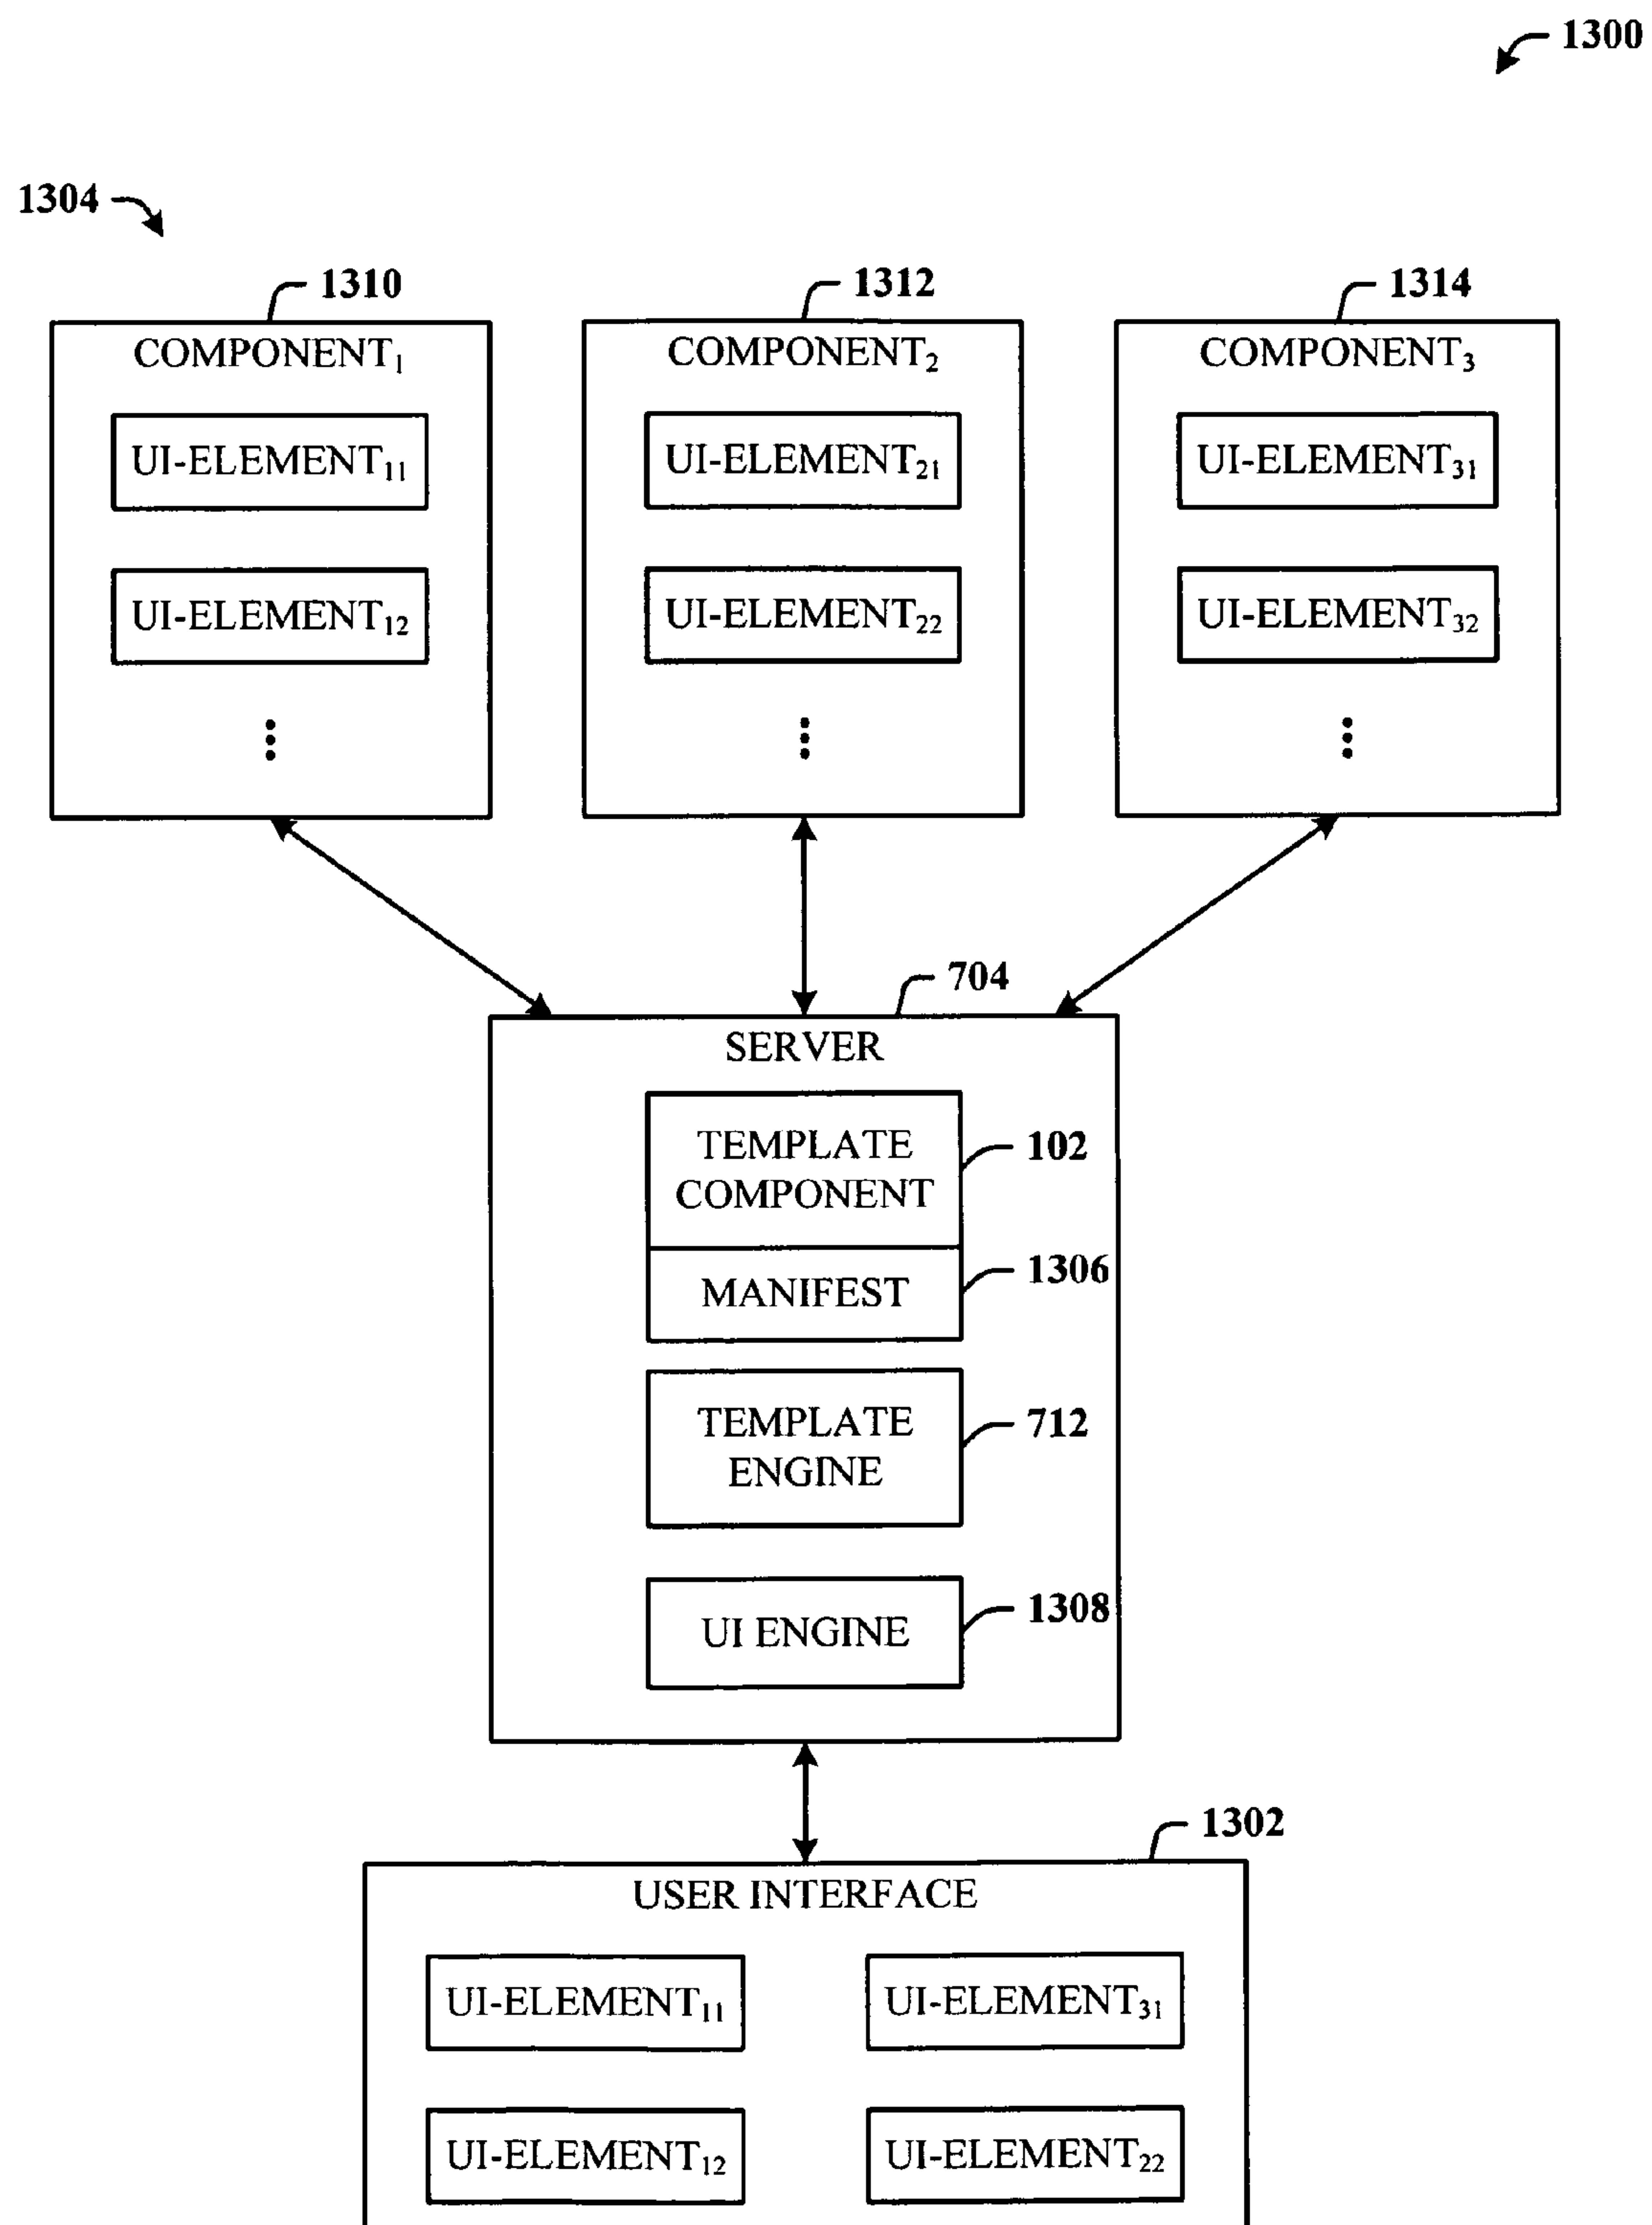 1300
1304
1310
1312
1314
COMPONENT₁
COMPONENT₂
COMPONENT₃
UI-ELEMENT₁₁
UI-ELEMENT₂₁
UI-ELEMENT₃₁
UI-ELEMENT₁₂
UI-ELEMENT₂₂
UI-ELEMENT₃₂
704
SERVER
TEMPLATE
COMPONENT
102
MANIFEST
1306
TEMPLATE
ENGINE
712
UI ENGINE
1308
1302
USER INTERFACE
UI-ELEMENT₁₁
UI-ELEMENT₃₁
UI-ELEMENT₁₂
UI-ELEMENT₂₂